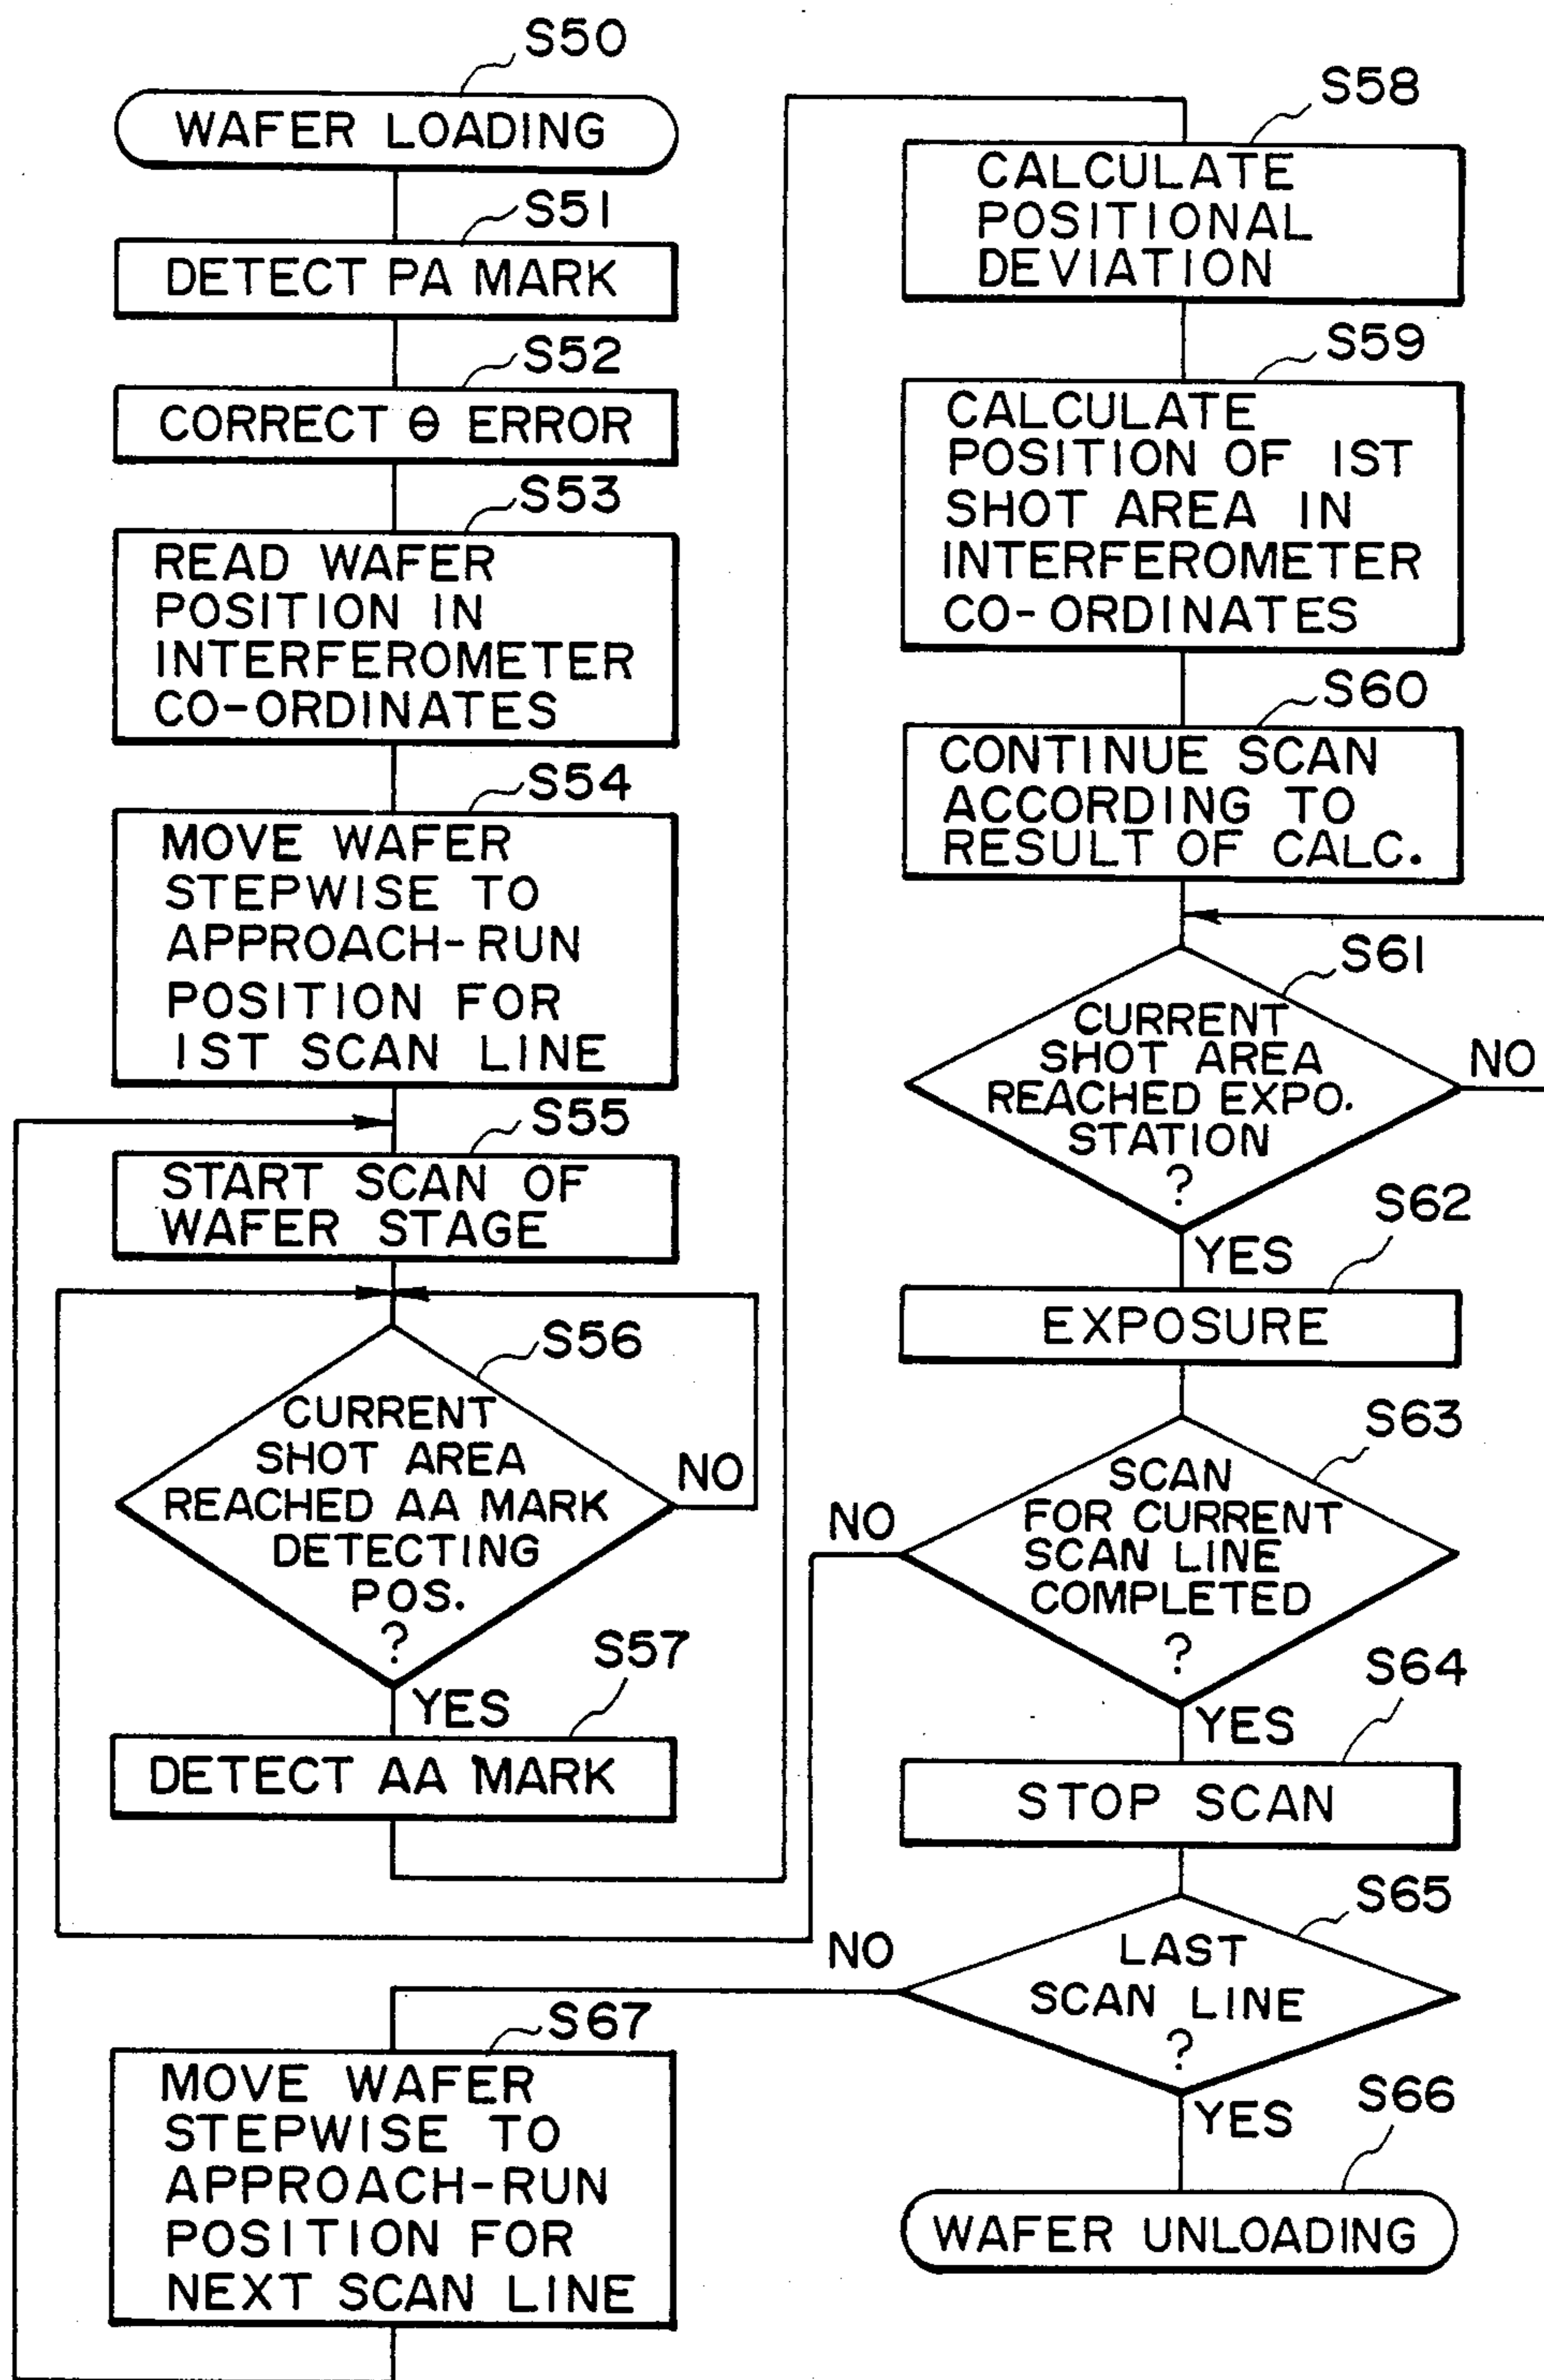 S50
WAFER LOADING
S51
DETECT PA MARK
S52
CORRECT θ ERROR
S53
READ WAFER
POSITION IN
INTERFEROMETER
CO-ORDINATES
S54
MOVE WAFER
STEPWISE TO
APPROACH-RUN
POSITION FOR
1ST SCAN LINE
S55
START SCAN OF
WAFER STAGE
S56
CURRENT
SHOT AREA
REACHED AA MARK
DETECTING
POS.
?
NO
YES
S57
DETECT AA MARK
S58
CALCULATE
POSITIONAL
DEVIATION
S59
CALCULATE
POSITION OF 1ST
SHOT AREA IN
INTERFEROMETER
CO-ORDINATES
S60
CONTINUE SCAN
ACCORDING TO
RESULT OF CALC.
S61
CURRENT
SHOT AREA
REACHED EXPO.
STATION
?
NO
YES
S62
EXPOSURE
S63
SCAN
FOR CURRENT
SCAN LINE
COMPLETED
?
NO
YES
S64
STOP SCAN
S65
LAST
SCAN LINE
?
NO
YES
S66
WAFER UNLOADING
S67
MOVE WAFER
STEPWISE TO
APPROACH-RUN
POSITION FOR
NEXT SCAN LINE